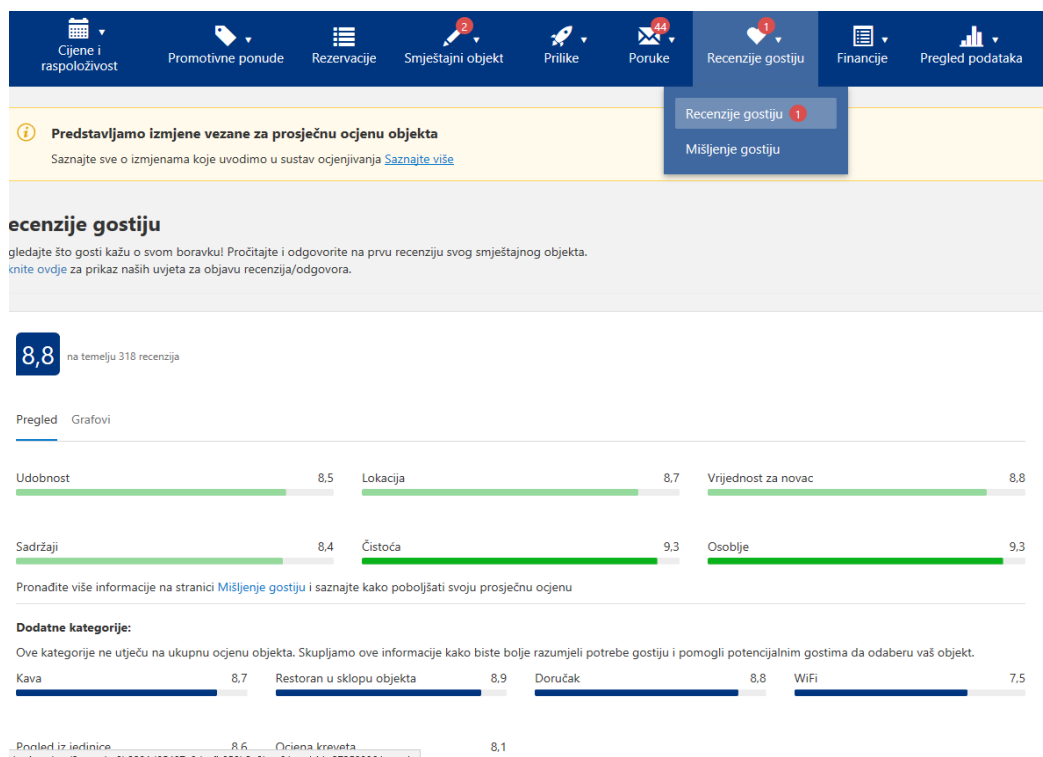 Cijene i raspoloživost
Promotivne ponude
Rezervacije
2
Smještajni objekt
Prilike
44
Poruke
1
Recenzije gostiju
Financije
Pregled podataka
Recenzije gostiju 1
Mišljenje gostiju
Predstavljamo izmjene vezane za prosječnu ocjenu objekta
Saznajte sve o izmjenama koje uvodimo u sustav ocjenjivanja Saznajte više
ecenzije gostiju
gledajte što gosti kažu o svom boravku! Pročitajte i odgovorite na prvu recenziju svog smještajnog objekta.
knite ovdje za prikaz naših uvjeta za objavu recenzija/odgovora.
8,8 na temelju 318 recenzija
Pregled Grafovi
Udobnost 8,5 Lokacija 8,7 Vrijednost za novac 8,8
Sadržaji 8,4 Čistoća 9,3 Osoblje 9,3
Pronađite više informacije na stranici Mišljenje gostiju i saznajte kako poboljšati svoju prosječnu ocjenu
Dodatne kategorije:
Ove kategorije ne utječu na ukupnu ocjenu objekta. Skupljamo ove informacije kako biste bolje razumjeli potrebe gostiju i pomogli potencijalnim gostima da odaberu vaš objekt.
Kava 8,7 Restoran u sklopu objekta 8,9 Doručak 8,8 WiFi 7,5
Pogled iz jedinice 8,6 Ocjena kreveta 8,1